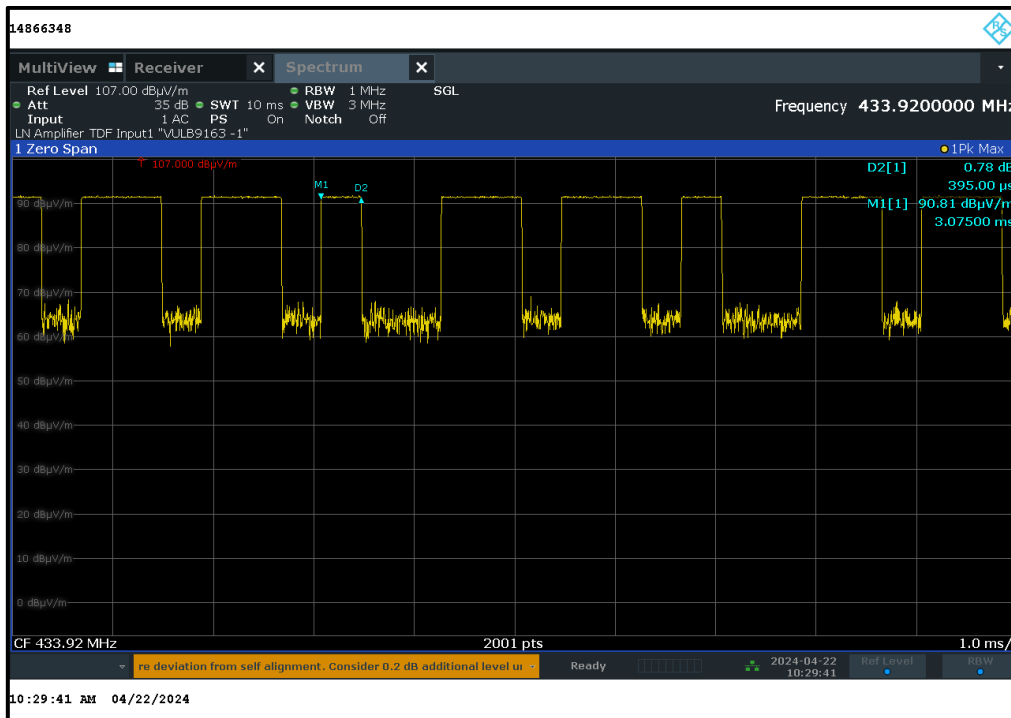 14866348
R&S
MultiView Receiver Spectrum
Ref Level 107.00 dBµV/m RBW 1 MHz SGL
Att 35 dB SWT 10 ms VBW 3 MHz
Input 1 AC PS On Notch Off
Frequency 433.9200000 MHz
LN Amplifier TDF Input1 "VULB9163 -1"
1 Zero Span 1Pk Max
107.000 dBµV/m
D2[1] 0.78 dB
395.00 µs
M1[1] 90.81 dBµV/m
3.07500 ms
M1 D2
90 dBµV/m
80 dBµV/m
70 dBµV/m
60 dBµV/m
50 dBµV/m
40 dBµV/m
30 dBµV/m
20 dBµV/m
10 dBµV/m
0 dBµV/m
CF 433.92 MHz 2001 pts 1.0 ms/
re deviation from self alignment. Consider 0.2 dB additional level u
Ready
2024-04-22
10:29:41
Ref Level RBW
10:29:41 AM 04/22/2024